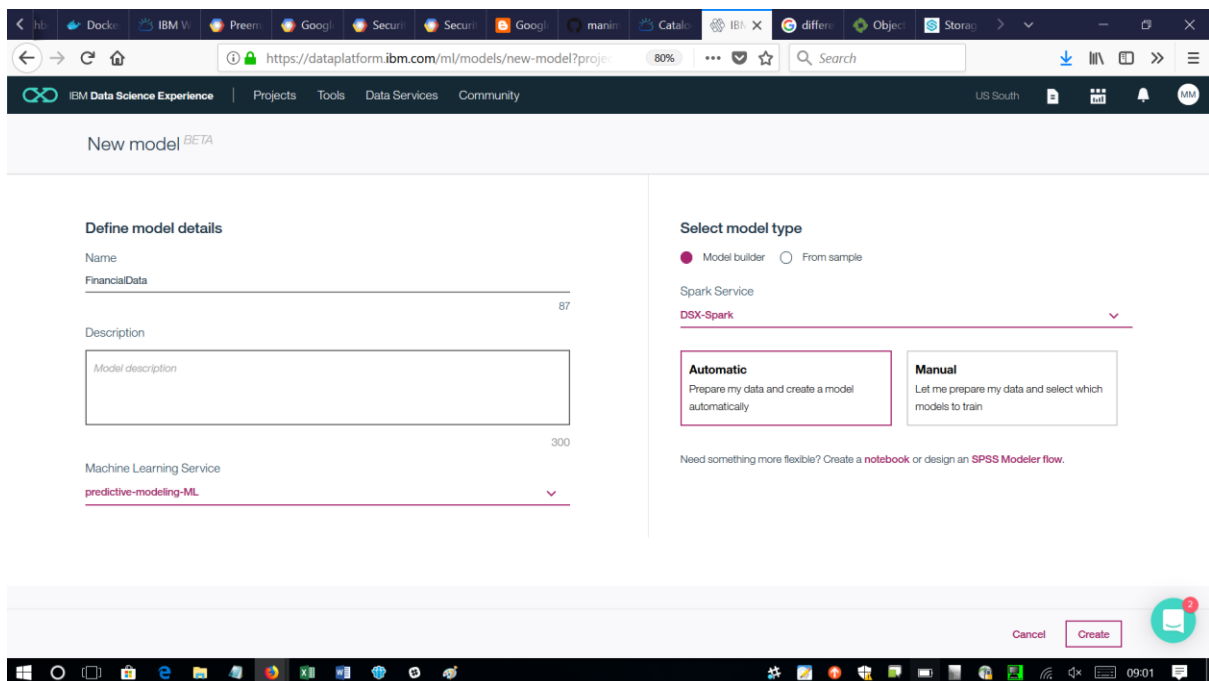 hb
Docke
IBM W
Preem
Googl
Securit
Securit
Googl
manim
Catalo
IBM
differe
Object
Storag
https://dataplatform.ibm.com/ml/models/new-model?projec
80%
Search
IBM Data Science Experience
Projects
Tools
Data Services
Community
US South
MM
New model BETA
Define model details
Name
FinancialData
87
Description
Model description
300
Machine Learning Service
predictive-modeling-ML
Select model type
Model builder
From sample
Spark Service
DSX-Spark
Automatic
Prepare my data and create a model
automatically
Manual
Let me prepare my data and select which
models to train
Need something more flexible? Create a notebook or design an SPSS Modeler flow.
2
Cancel
Create
09:01